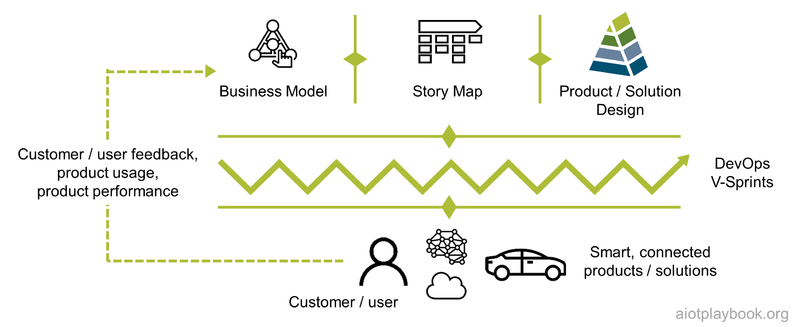 Business Model
Story Map
Product / Solution
Design
Customer / user feedback,
product usage,
product performance
DevOps
V-Sprints
Customer / user
Smart, connected
products / solutions
aiotplaybook.org